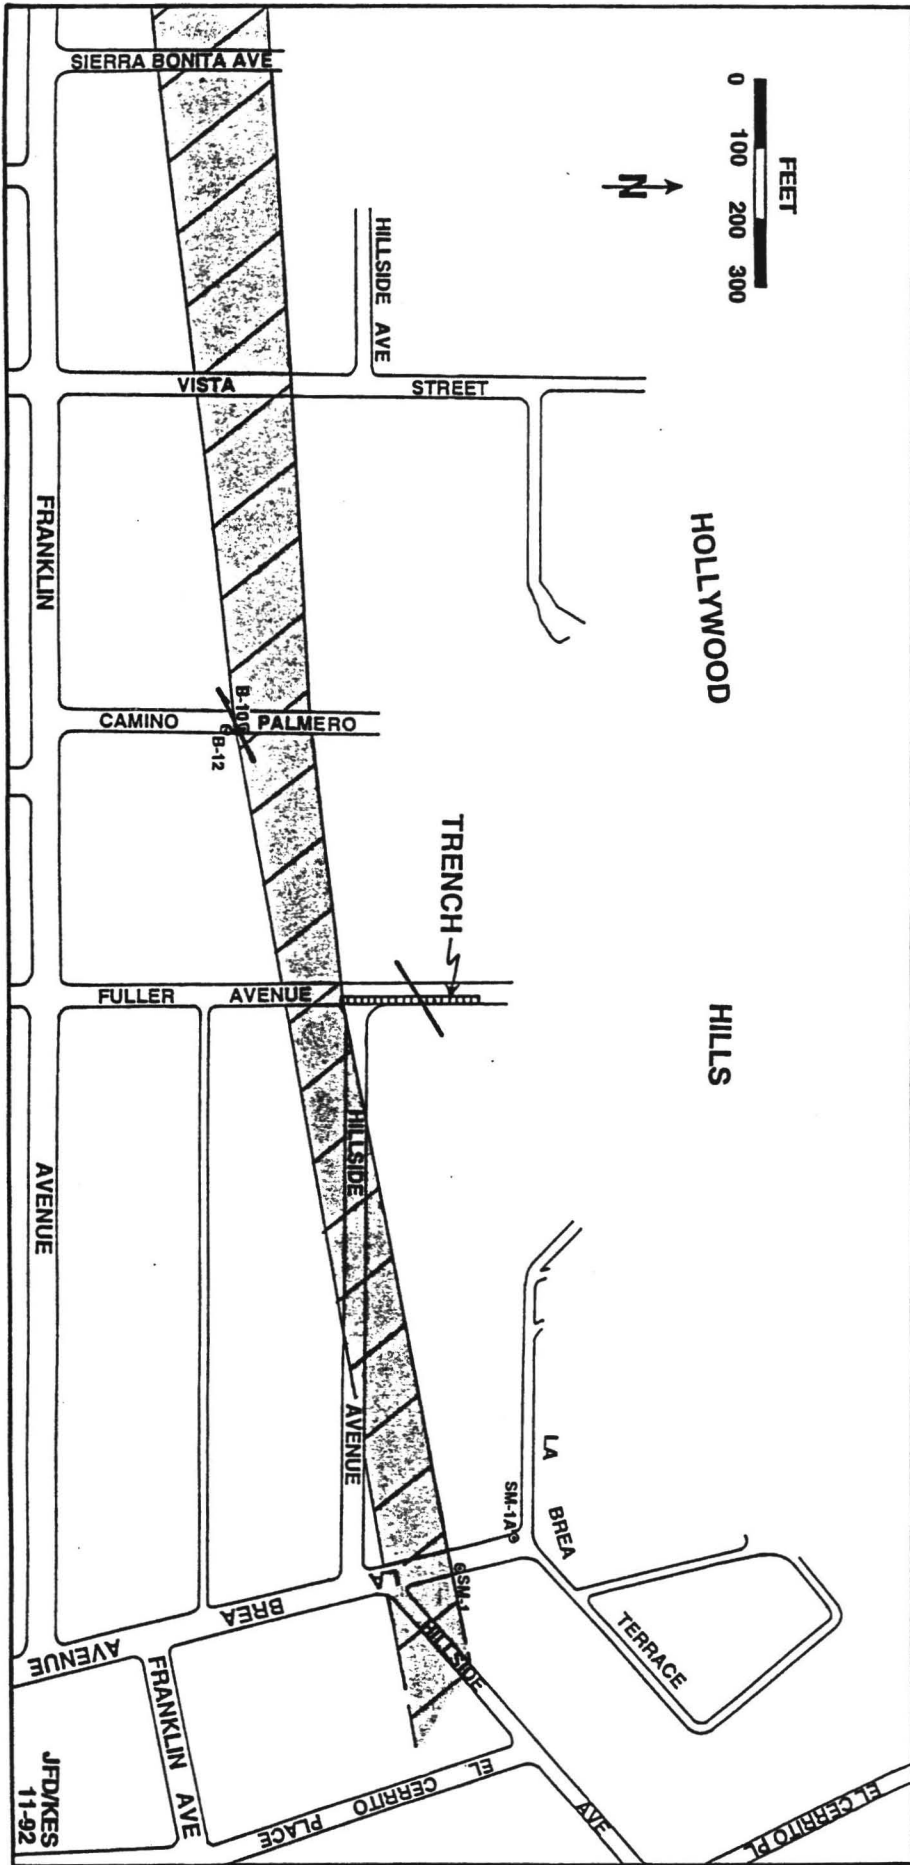 SIERRA BONITA AVE
FEET
0 100 200 300
N
HILLSIDE AVE
VISTA STREET
HOLLYWOOD
HILLS
FRANKLIN
AVENUE
CAMINO PALMERO
B-10
B-12
TRENCH
FULLER AVENUE
HILLSIDE
AVENUE
LA BREA
TERRACE
SM-1A
SM-1
LA
BREA
AVENUE
HILLSIDE
AVE
FRANKLIN AVE
EL
CERRITO
PLACE
EL CERRITO PL
JFD/KES
11-92